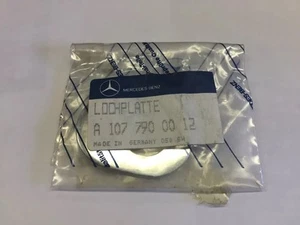 MERCEDES-BENZ
LOCHPLATTE
A 107 790 00 12
MADE IN GERMANY